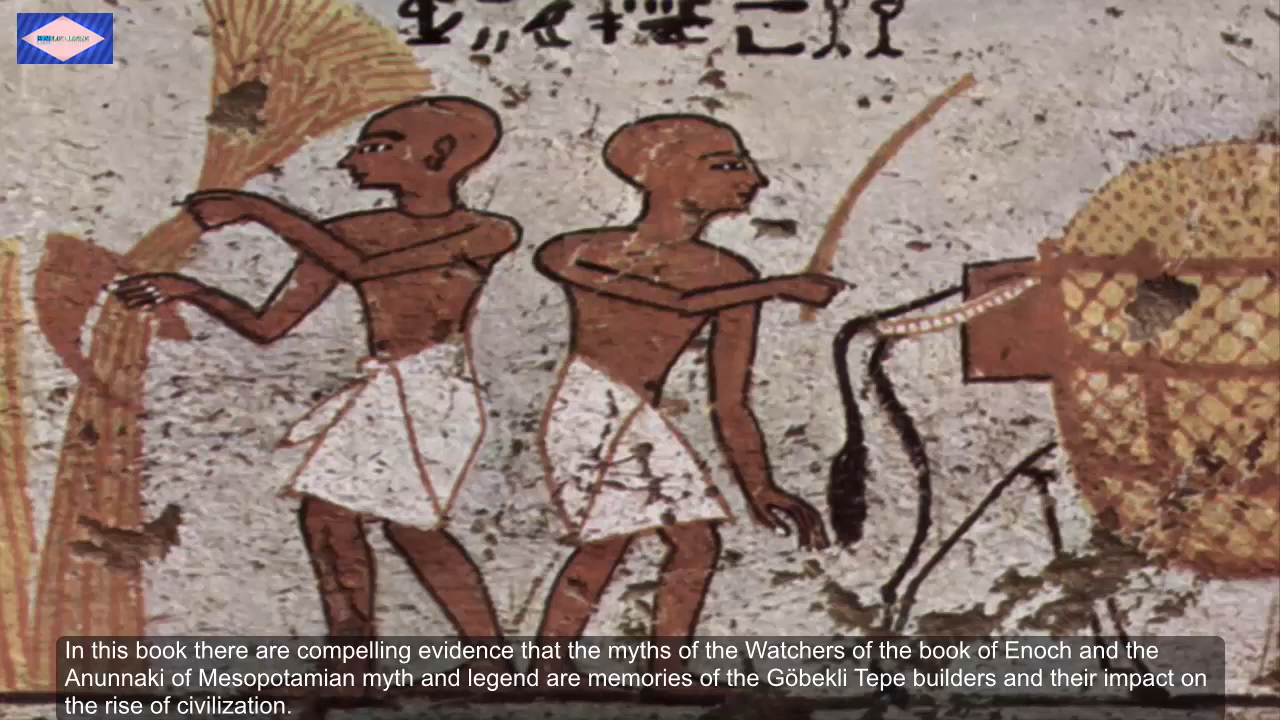 In this book there are compelling evidence that the myths of the Watchers of the book of Enoch and the
Anunnaki of Mesopotamian myth and legend are memories of the Göbekli Tepe builders and their impact on
the rise of civilization.